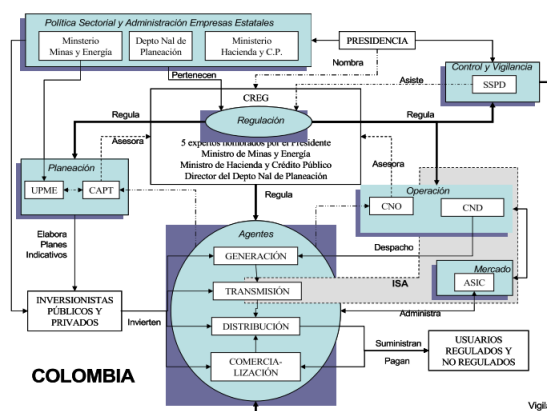 Política Sectorial y Administración Empresas Estatales
Minsterio
Minas y Energía
Depto Nal de
Planeación
Ministerio
Hacienda y C.P.
PRESIDENCIA
Nombra
Control y Vigilancia
SSPD
Pertenecen
Asiste
CREG
Regula
Regulación
Regula
Asesora
5 expertos nombrados por el Presidente
Ministro de Minas y Energía
Ministro de Hacienda y Crédito Público
Director del Depto Nal de Planeación
Asesora
Planeación
UPME
CAPT
Regula
Operación
CNO
CND
Elabora
Planes
Indicativos
Agentes
GENERACIÓN
Despacho
TRANSMISIÓN
ISA
Mercado
ASIC
INVERSIONISTAS
PÚBLICOS Y
PRIVADOS
Invierten
DISTRIBUCIÓN
Administra
COMERCIA-
LIZACIÓN
Suministran
Pagan
USUARIOS
REGULADOS Y
NO REGULADOS
COLOMBIA
Vigil